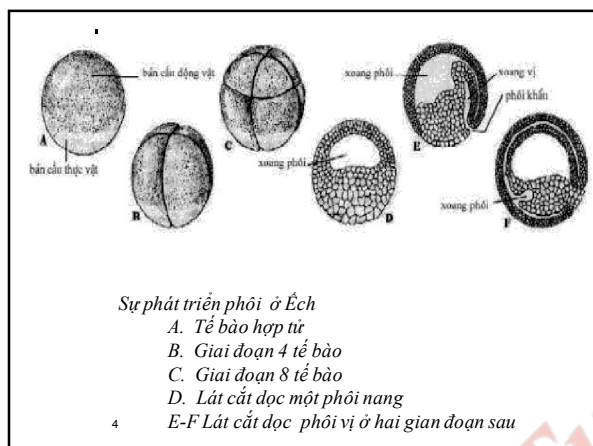 bán cầu động vật
A
bán cầu thực vật
B
C
xoang phôi
D
xoang phôi
xoang vị
phôi khẩu
E
xoang phôi
F
Sự phát triển phôi ở Ếch
A. Tế bào hợp tử
B. Giai đoạn 4 tế bào
C. Giai đoạn 8 tế bào
D. Lát cắt dọc một phôi nang
E-F Lát cắt dọc phôi vị ở hai gian đoạn sau
4